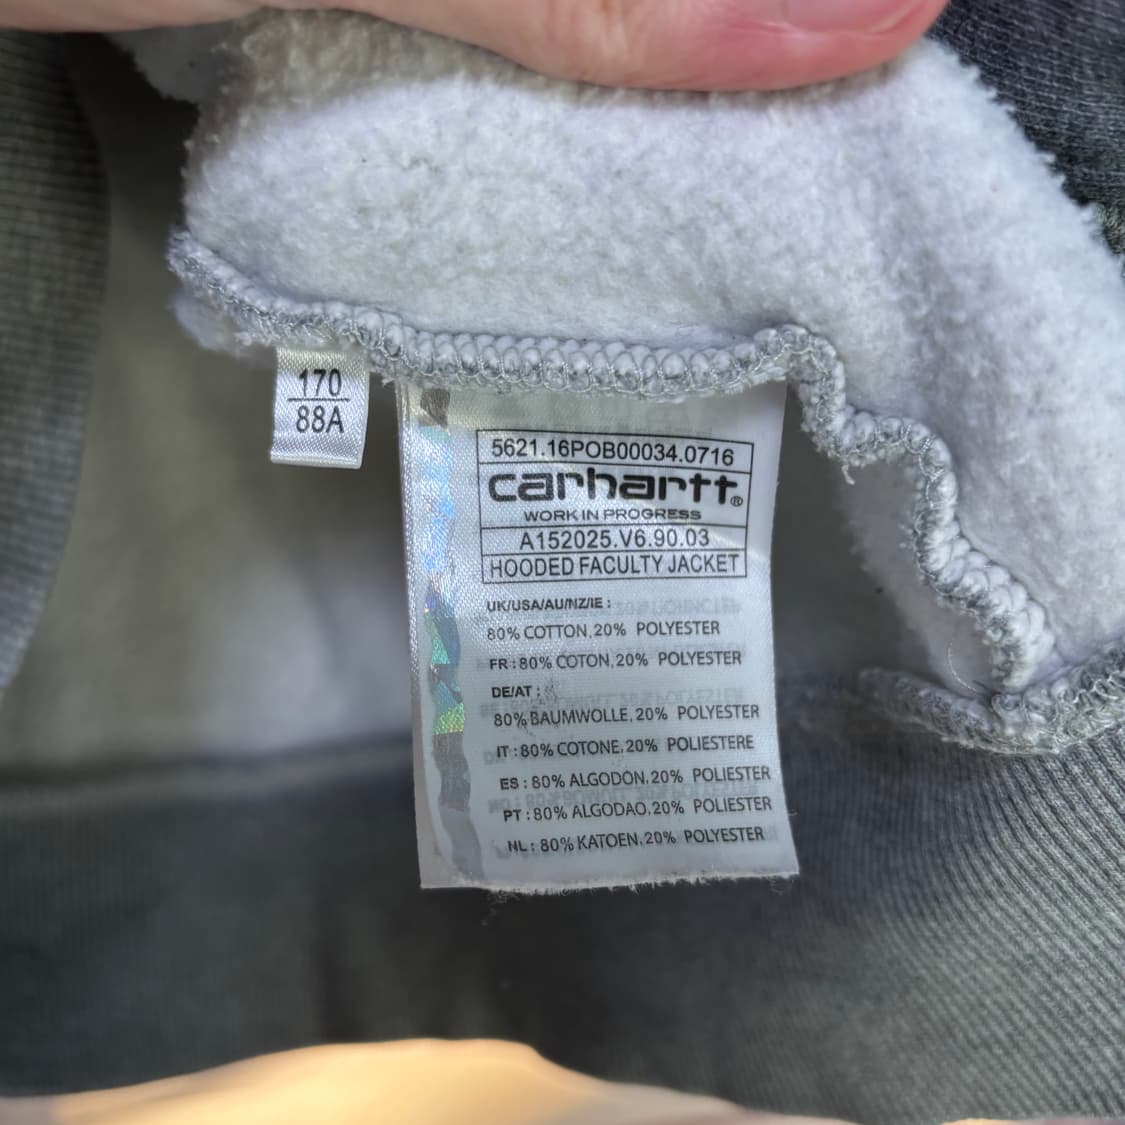 170
88A
5621.16POB00034.0716
carhartt®
WORK IN PROGRESS
A152025.V6.90.03
HOODED FACULTY JACKET
UK/USA/AU/NZ/IE :
80% COTTON,20% POLYESTER
FR : 80% COTON,20% POLYESTER
DE/AT :
80% BAUMWOLLE,20% POLYESTER
IT : 80% COTONE,20% POLIESTERE
ES : 80% ALGODÓN,20% POLIESTER
PT : 80% ALGODAO,20% POLIESTER
NL : 80% KATOEN,20% POLYESTER